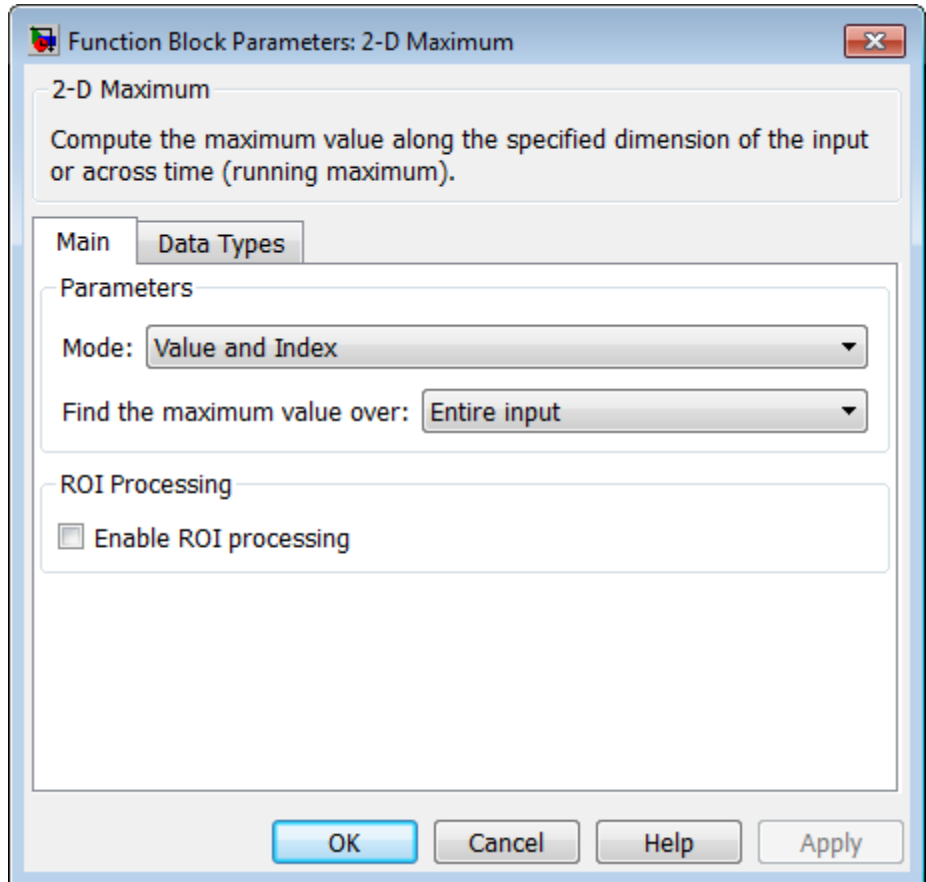 Function Block Parameters: 2-D Maximum
2-D Maximum
Compute the maximum value along the specified dimension of the input
or across time (running maximum).
Main Data Types
Parameters
Mode: Value and Index
Find the maximum value over: Entire input
ROI Processing
Enable ROI processing
OK Cancel Help Apply